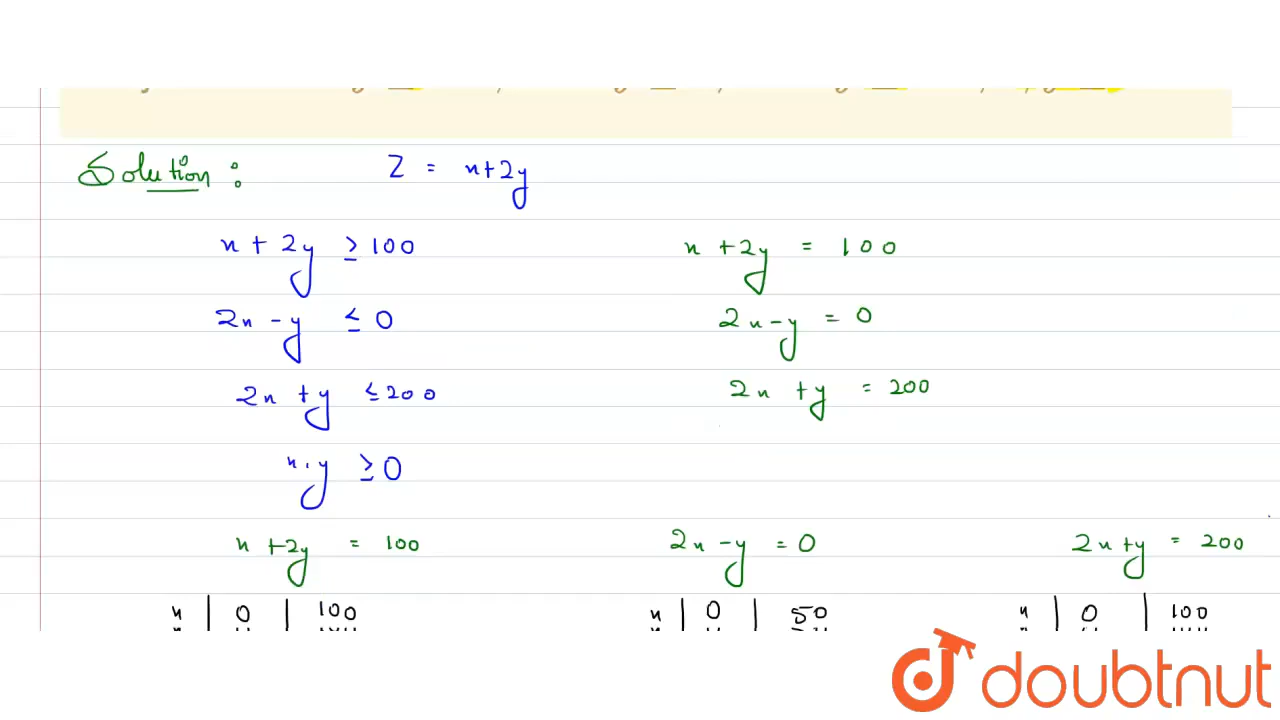 Solution : Z = x+2y
x + 2y ≥ 100 x + 2y = 100
2x - y ≤ 0 2x - y = 0
2x + y ≤ 200 2x + y = 200
x, y ≥ 0
x + 2y = 100 2x - y = 0 2x + y = 200
x | 0 | 100 x | 0 | 50 x | 0 | 100
doubtnut